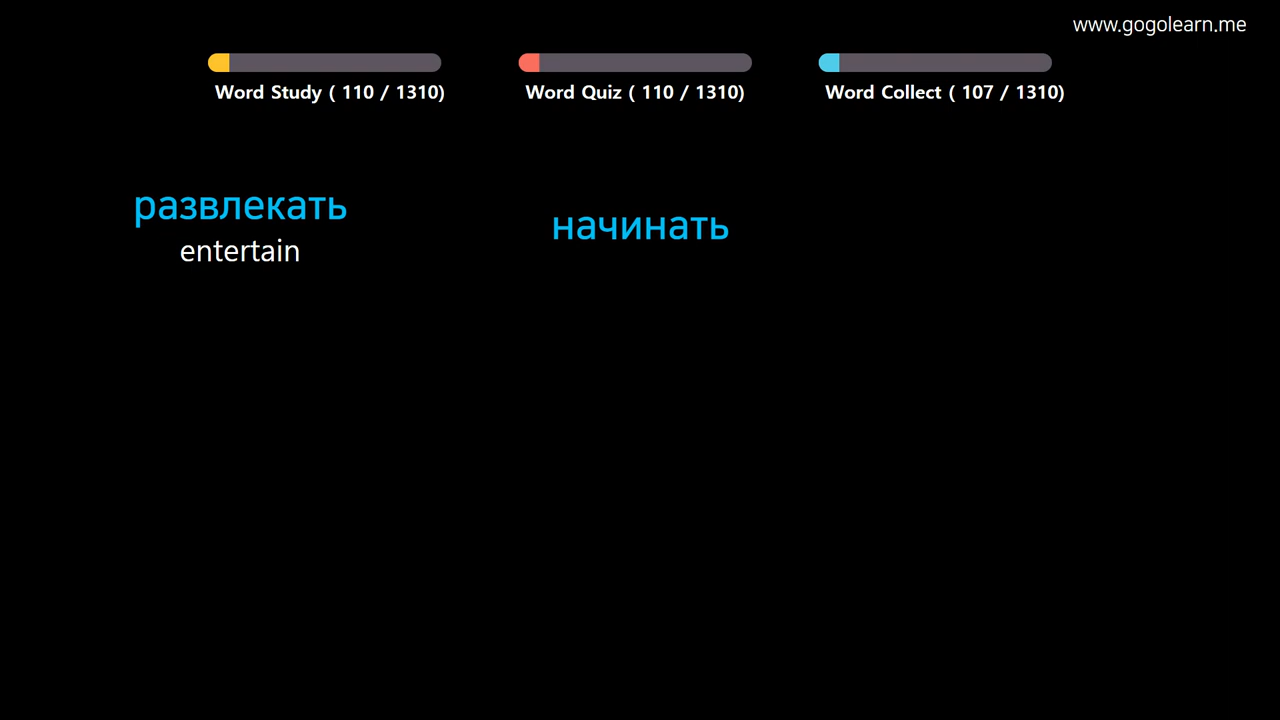 www.gogolearn.me
Word Study ( 110 / 1310)
Word Quiz ( 110 / 1310)
Word Collect ( 107 / 1310)
развлекать
entertain
начинать